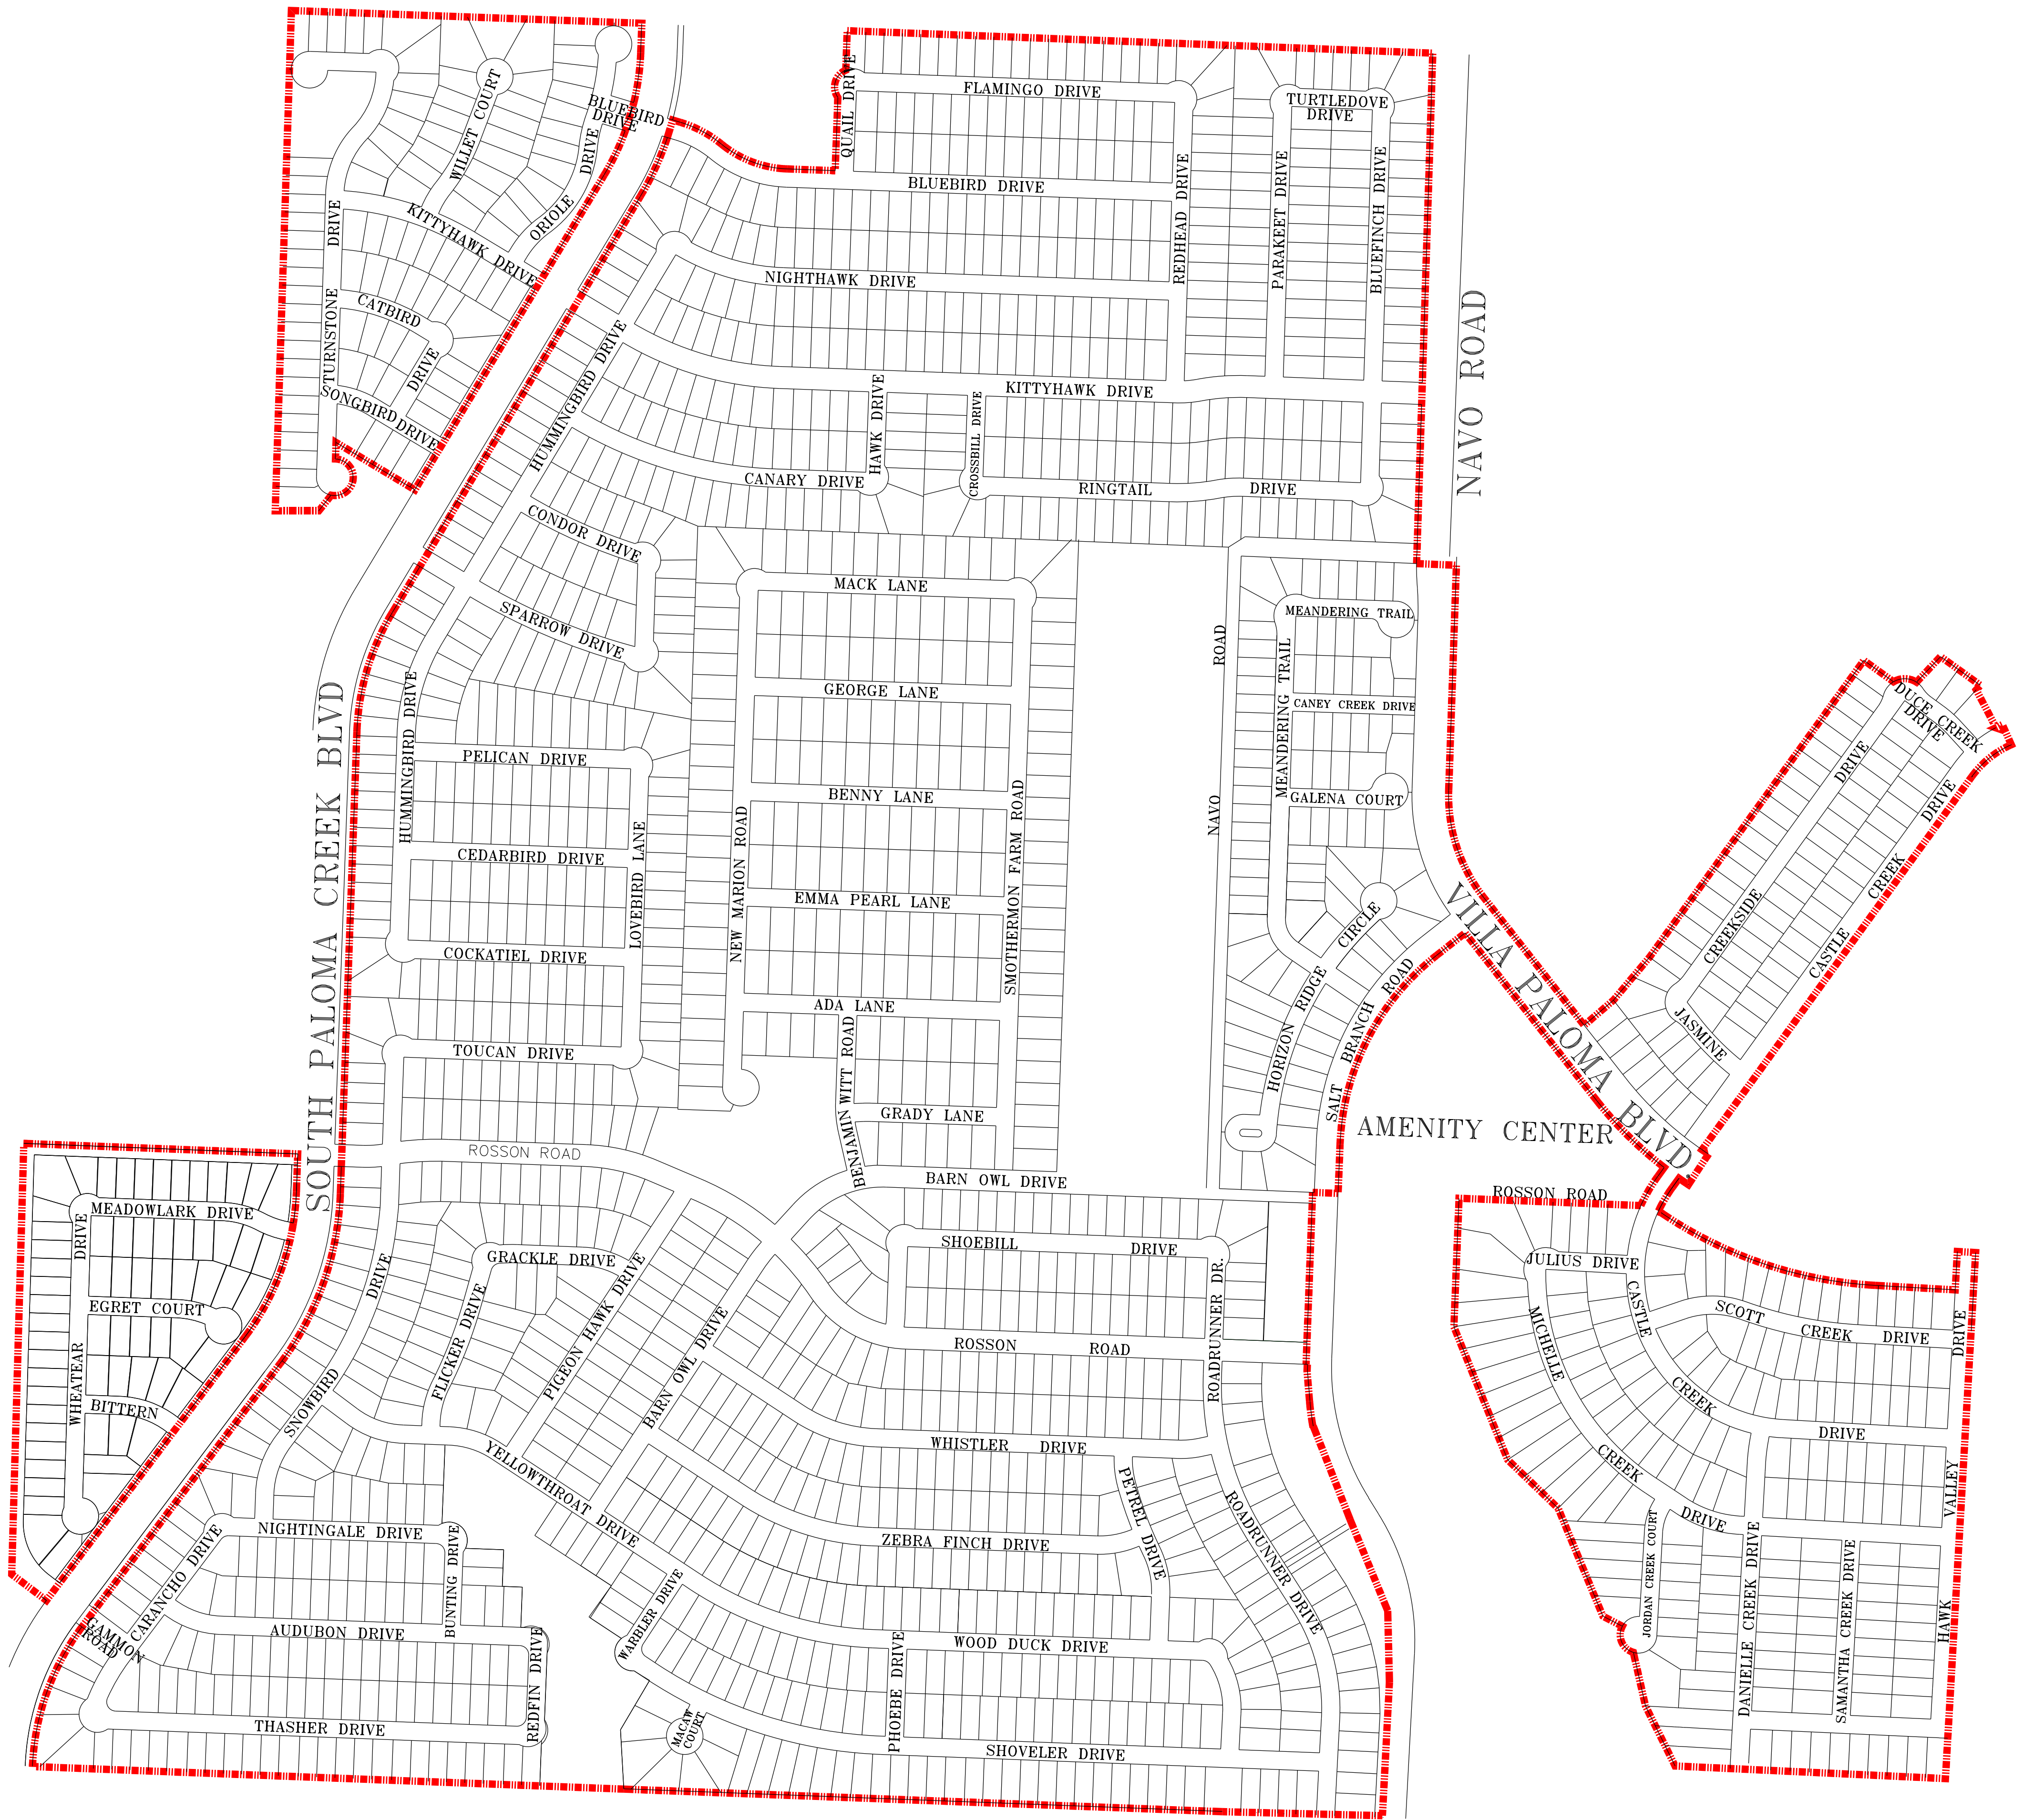 BLUEBIRD
DRIVE
WILLET COURT
ORIOLE DRIVE
KITTYHAWK DRIVE
STURNSTONE DRIVE
CATBIRD
DRIVE
SONGBIRD DRIVE
QUAIL DRIVE
FLAMINGO DRIVE
TURTLEDOVE
DRIVE
BLUEBIRD DRIVE
REDHEAD DRIVE
PARAKEET DRIVE
BLUEFINCH DRIVE
NAVO ROAD
NIGHTHAWK DRIVE
HUMMINGBIRD DRIVE
KITTYHAWK DRIVE
HAWK DRIVE
CROSSBILL DRIVE
CANARY DRIVE
RINGTAIL DRIVE
CONDOR DRIVE
SPARROW DRIVE
MACK LANE
MEANDERING TRAIL
NAVO ROAD
MEANDERING TRAIL
GEORGE LANE
CANEY CREEK DRIVE
HUMMINGBIRD DRIVE
SOUTH PALOMA CREEK BLVD
PELICAN DRIVE
BENNY LANE
GALENA COURT
CEDARBIRD DRIVE
LOVEBIRD LANE
NEW MARION ROAD
SMOTHERMON FARM ROAD
EMMA PEARL LANE
COCKATIEL DRIVE
ADA LANE
TOUCAN DRIVE
BENJAMIN WITT ROAD
GRADY LANE
HORIZON RIDGE CIRCLE
SALT BRANCH ROAD
VILLA PALOMA BLVD
DUCE CREEK
DRIVE
CREEKSIDE DRIVE
CASTLE CREEK DRIVE
JASMINE
AMENITY CENTER
ROSSON ROAD
BARN OWL DRIVE
ROSSON ROAD
MEADOWLARK DRIVE
WHEATEAR DRIVE
EGRET COURT
BITTERN
GRACKLE DRIVE
SNOWBIRD DRIVE
FLICKER DRIVE
PIGEON HAWK DRIVE
BARN OWL DRIVE
SHOEBILL DRIVE
ROADRUNNER DR.
ROSSON ROAD
JULIUS DRIVE
MICHELLE CREEK DRIVE
CASTLE CREEK DRIVE
SCOTT CREEK DRIVE
HAWK VALLEY DRIVE
WHISTLER DRIVE
YELLOWTHROAT DRIVE
PETREL DRIVE
ROADRUNNER DRIVE
NIGHTINGALE DRIVE
BUNTING DRIVE
ZEBRA FINCH DRIVE
JORDAN CREEK COURT
DANIELLE CREEK DRIVE
SAMANTHA CREEK DRIVE
CARANCHO DRIVE
GAMMON
ROAD
AUDUBON DRIVE
REDFIN DRIVE
WARBLER DRIVE
WOOD DUCK DRIVE
PHOEBE DRIVE
THASHER DRIVE
MACAW
COURT
SHOVELER DRIVE